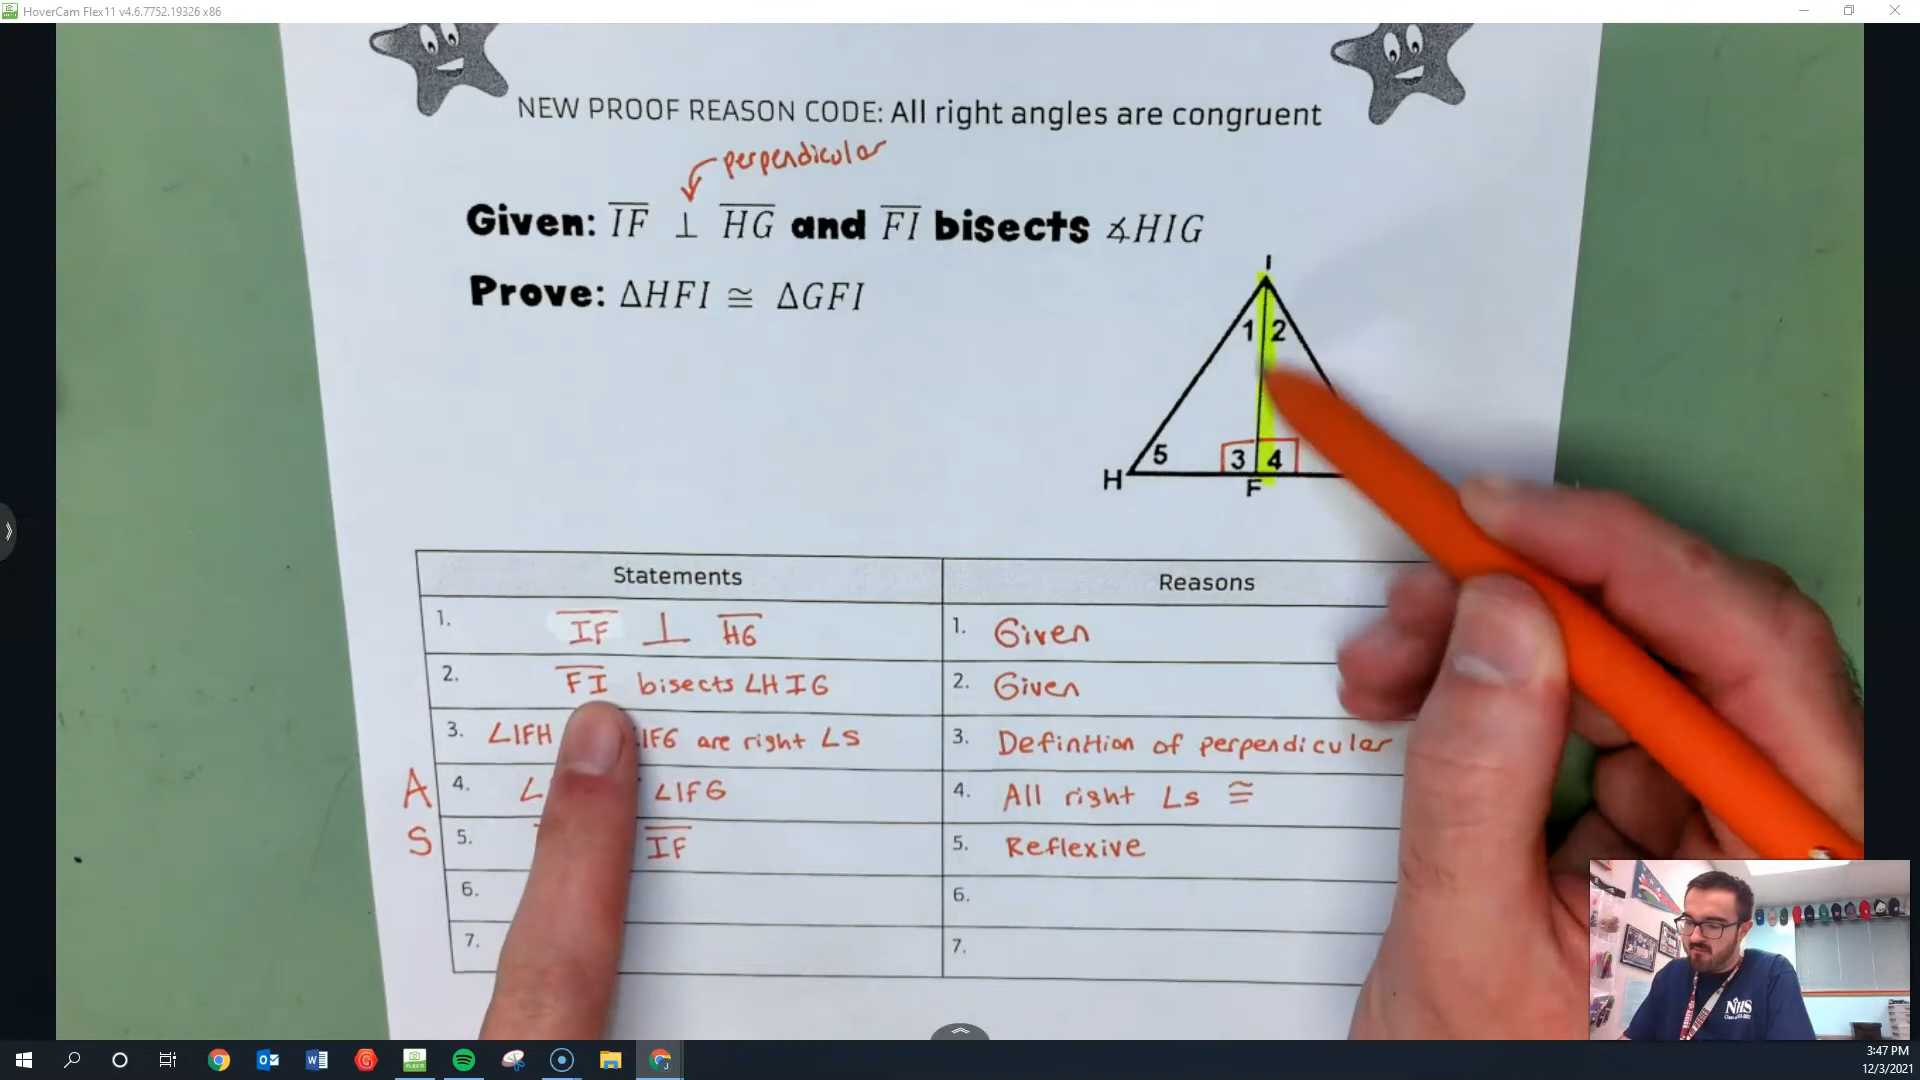 HoverCam Flex11 v4.6.7752.19326 x86
NEW PROOF REASON CODE: All right angles are congruent
perpendicular
Given: IF ⊥ HG and FI bisects ∡HIG
Prove: ΔHFI ≅ ΔGFI
I
1 2
5 3 4
H F
Statements Reasons
1. IF ⊥ HG 1. Given
2. FI bisects ∠HIG 2. Given
3. ∠IFH IFG are right ∠s 3. Definition of perpendicular
A 4. ∠ ∠IFG 4. All right ∠s ≅
S 5. IF 5. Reflexive
6. 6.
7. 7.
NHS
3:47 PM
12/3/2021